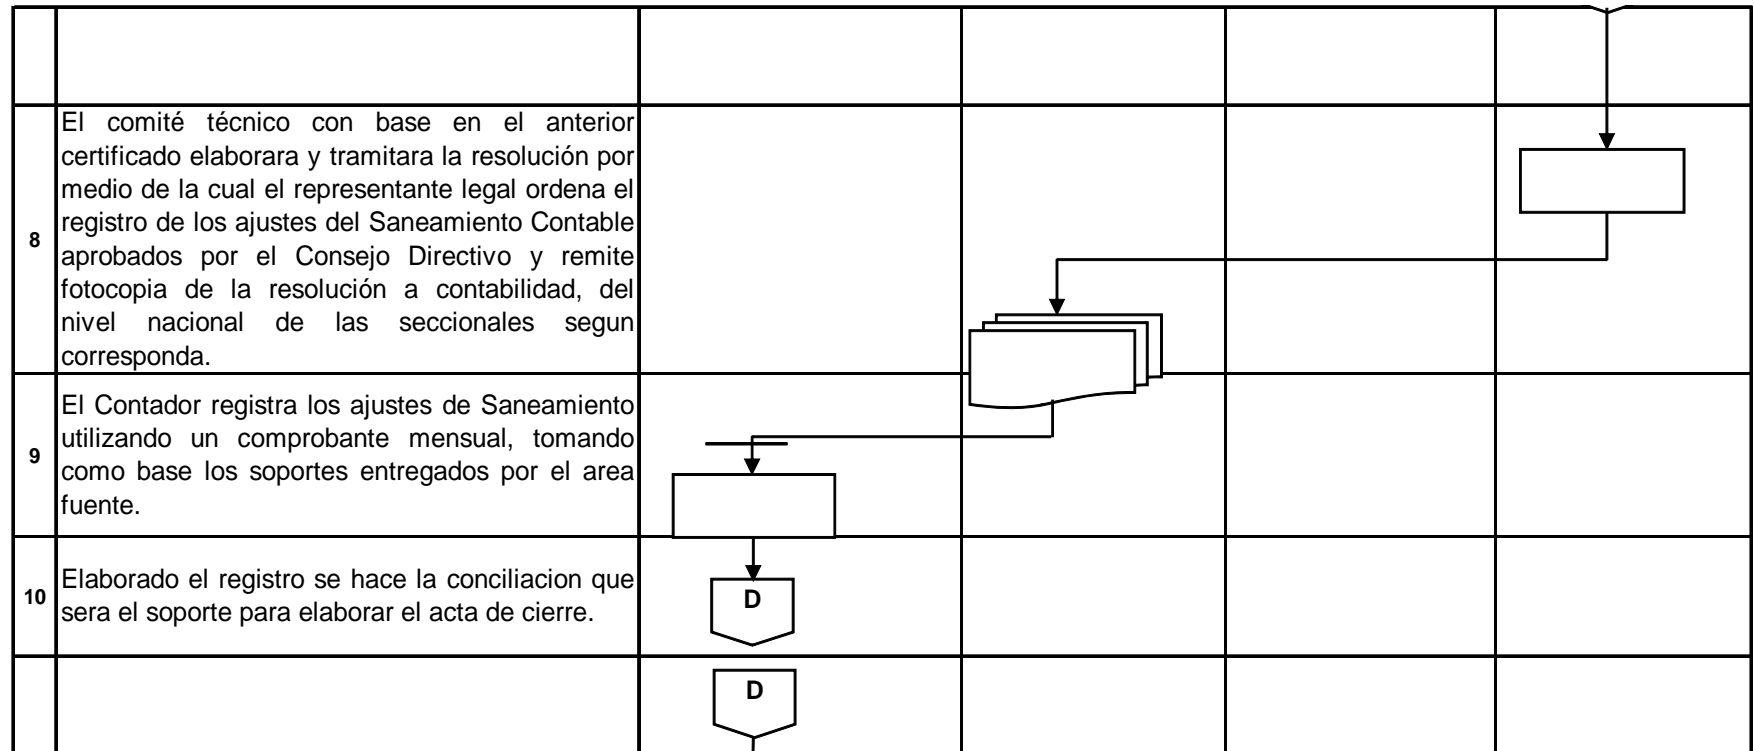 El comité técnico con base en el anterior
certificado elaborara y tramitara la resolución por
medio de la cual el representante legal ordena el
registro de los ajustes del Saneamiento Contable
8
aprobados por el Consejo Directivo y remite
fotocopia de la resolución a contabilidad, del
nivel nacional de las seccionales segun
corresponda.
El Contador registra los ajustes de Saneamiento
utilizando un comprobante mensual, tomando
9
como base los soportes entregados por el area
fuente.
10
Elaborado el registro se hace la conciliacion que
sera el soporte para elaborar el acta de cierre.
D
D